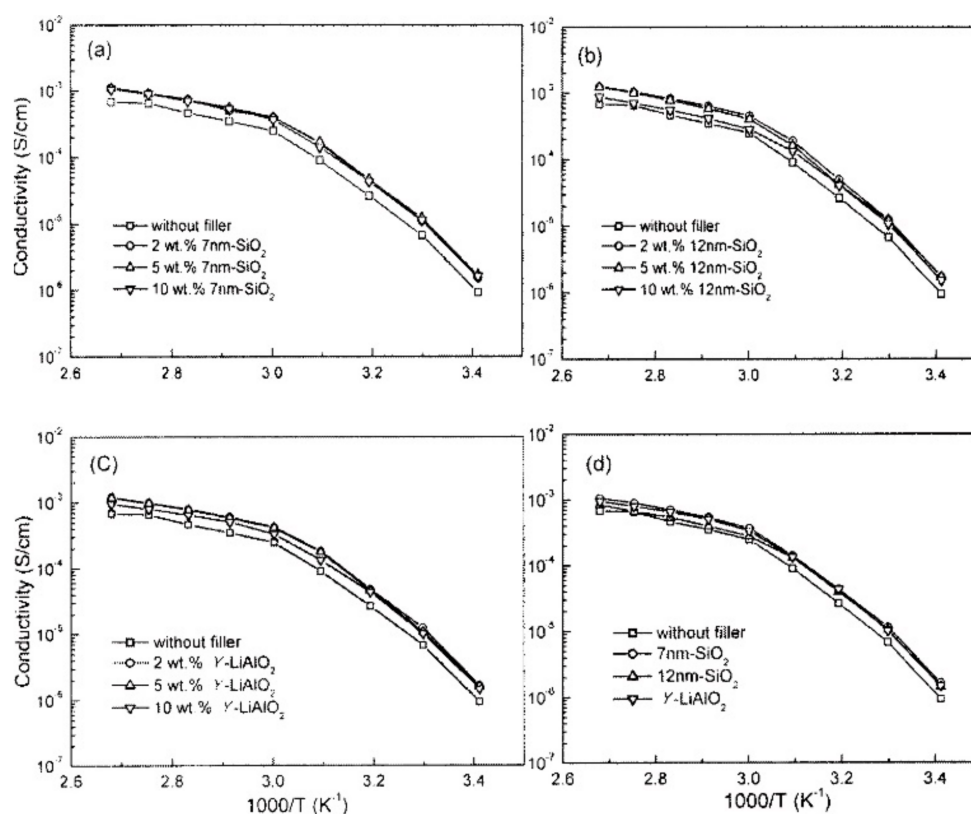 (a)
Conductivity (S/cm)
10⁻²
10⁻³
10⁻⁴
10⁻⁵
10⁻⁶
10⁻⁷
without filler
2 wt.% 7nm-SiO₂
5 wt.% 7nm-SiO₂
10 wt.% 7nm-SiO₂
2.6 2.8 3.0 3.2 3.4
(b)
10⁻²
10⁻³
10⁻⁴
10⁻⁵
10⁻⁶
10⁻⁷
without filler
2 wt.% 12nm-SiO₂
5 wt.% 12nm-SiO₂
10 wt.% 12nm-SiO₂
2.6 2.8 3.0 3.2 3.4
(C)
Conductivity (S/cm)
10⁻²
10⁻³
10⁻⁴
10⁻⁵
10⁻⁶
10⁻⁷
without filler
2 wt.% γ-LiAlO₂
5 wt.% γ-LiAlO₂
10 wt % γ-LiAlO₂
2.6 2.8 3.0 3.2 3.4
1000/T (K⁻¹)
(d)
10⁻²
10⁻³
10⁻⁴
10⁻⁵
10⁻⁶
10⁻⁷
without filler
7nm-SiO₂
12nm-SiO₂
γ-LiAlO₂
2.6 2.8 3.0 3.2 3.4
1000/T (K⁻¹)